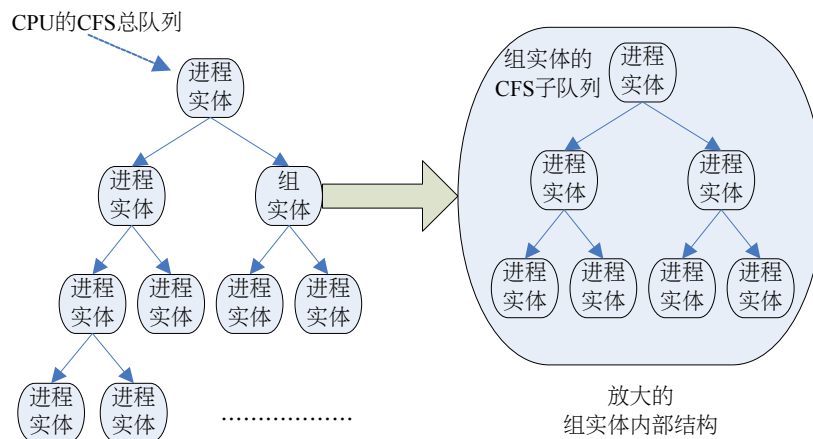 CPU的CFS总队列
进程
实体
进程
实体
组
实体
进程
实体
进程
实体
进程
实体
进程
实体
进程
实体
进程
实体
..................
组实体的
CFS子队列
进程
实体
进程
实体
进程
实体
进程
实体
进程
实体
进程
实体
进程
实体
放大的
组实体内部结构